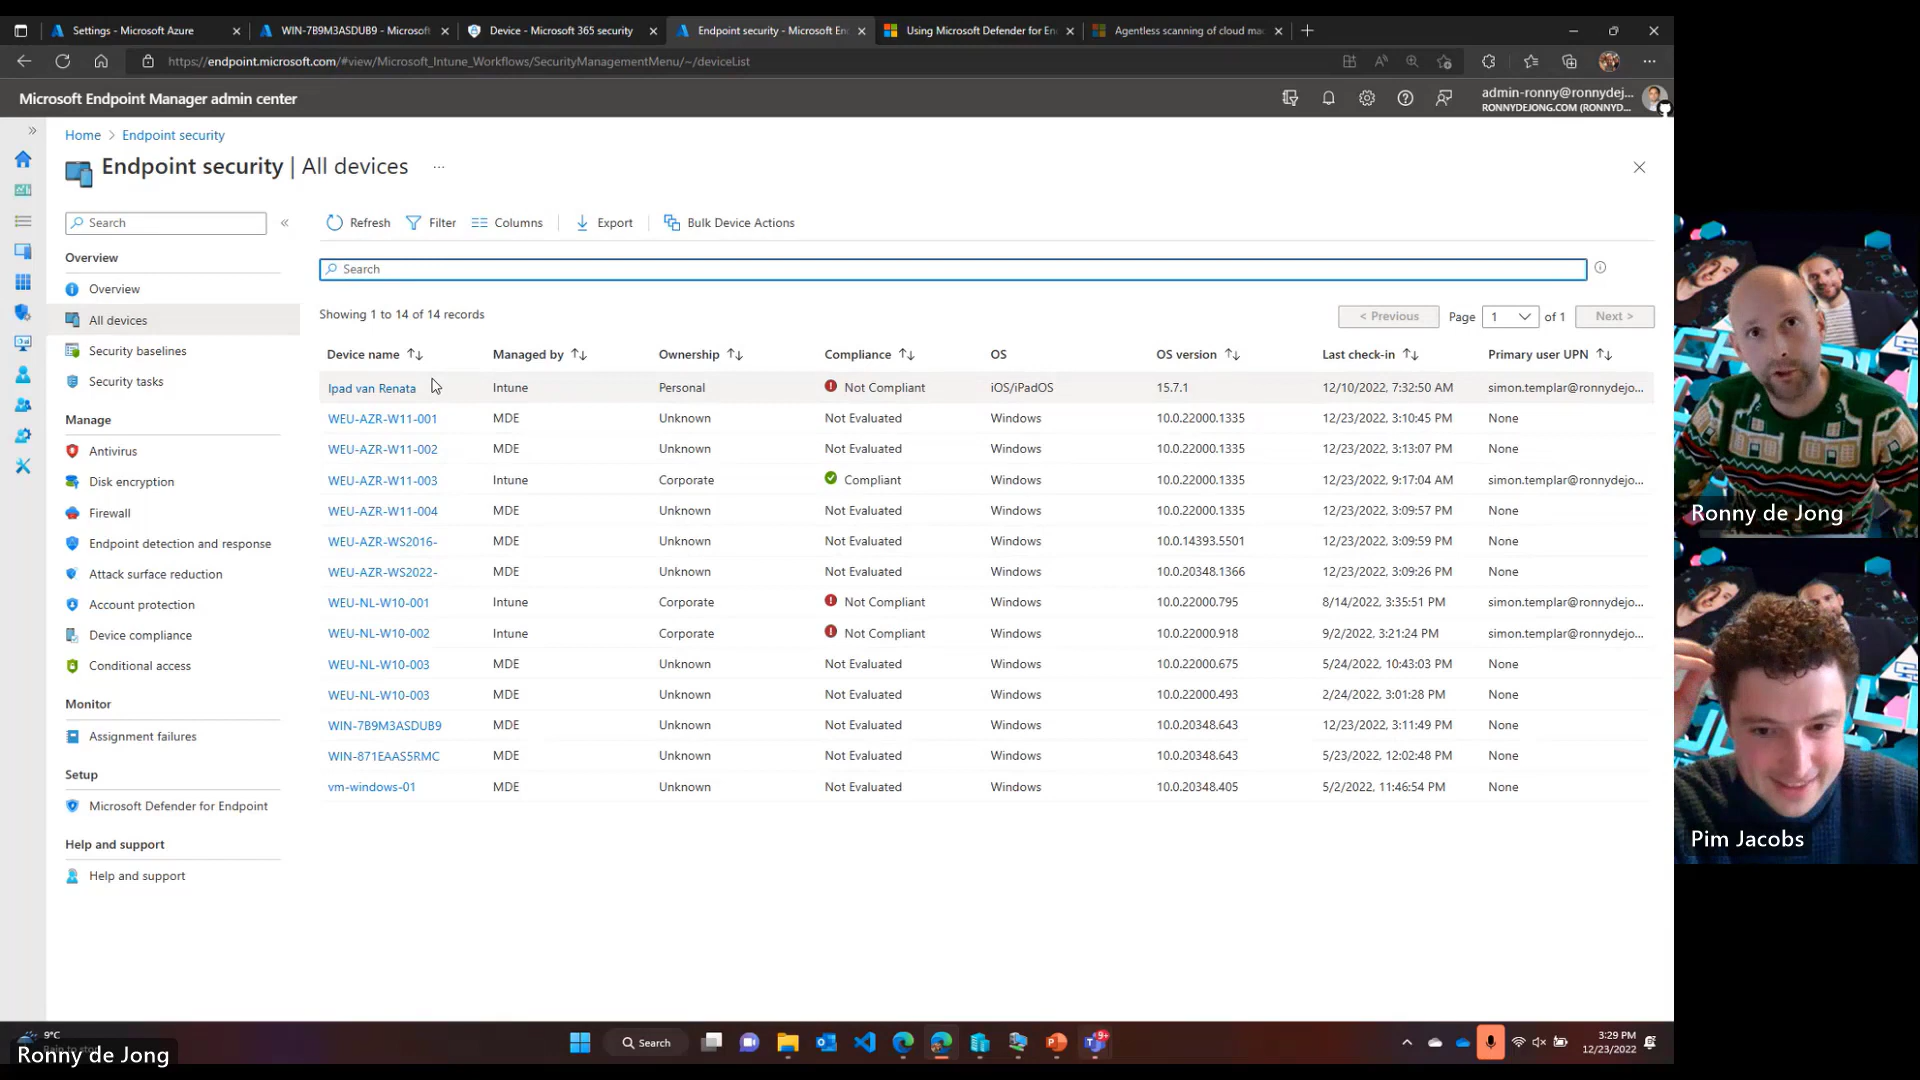 Settings - Microsoft Azure
WIN-7B9M3ASDUB9 - Microsoft
Device - Microsoft 365 security
Endpoint security - Microsoft En
Using Microsoft Defender for En
Agentless scanning of cloud ma
https://endpoint.microsoft.com/#view/Microsoft_Intune_Workflows/SecurityManagementMenu/~/deviceList
Microsoft Endpoint Manager admin center
admin-ronny@ronnydej...
RONNYDEJONG.COM (RONNYD...
Home > Endpoint security
Endpoint security | All devices ...
Search
Refresh Filter Columns Export Bulk Device Actions
Search
Showing 1 to 14 of 14 records
< Previous Page 1 of 1 Next >
Overview
Overview
All devices
Security baselines
Security tasks
Manage
Antivirus
Disk encryption
Firewall
Endpoint detection and response
Attack surface reduction
Account protection
Device compliance
Conditional access
Monitor
Assignment failures
Setup
Microsoft Defender for Endpoint
Help and support
Help and support
Device name Managed by Ownership Compliance OS OS version Last check-in Primary user UPN
Ipad van Renata Intune Personal Not Compliant iOS/iPadOS 15.7.1 12/10/2022, 7:32:50 AM simon.templar@ronnydejo...
WEU-AZR-W11-001 MDE Unknown Not Evaluated Windows 10.0.22000.1335 12/23/2022, 3:10:45 PM None
WEU-AZR-W11-002 MDE Unknown Not Evaluated Windows 10.0.22000.1335 12/23/2022, 3:13:07 PM None
WEU-AZR-W11-003 Intune Corporate Compliant Windows 10.0.22000.1335 12/23/2022, 9:17:04 AM simon.templar@ronnydejo...
WEU-AZR-W11-004 MDE Unknown Not Evaluated Windows 10.0.22000.1335 12/23/2022, 3:09:57 PM None
WEU-AZR-WS2016- MDE Unknown Not Evaluated Windows 10.0.14393.5501 12/23/2022, 3:09:59 PM None
WEU-AZR-WS2022- MDE Unknown Not Evaluated Windows 10.0.20348.1366 12/23/2022, 3:09:26 PM None
WEU-NL-W10-001 Intune Corporate Not Compliant Windows 10.0.22000.795 8/14/2022, 3:35:51 PM simon.templar@ronnydejo...
WEU-NL-W10-002 Intune Corporate Not Compliant Windows 10.0.22000.918 9/2/2022, 3:21:24 PM simon.templar@ronnydejo...
WEU-NL-W10-003 MDE Unknown Not Evaluated Windows 10.0.22000.675 5/24/2022, 10:43:03 PM None
WEU-NL-W10-003 MDE Unknown Not Evaluated Windows 10.0.22000.493 2/24/2022, 3:01:28 PM None
WIN-7B9M3ASDUB9 MDE Unknown Not Evaluated Windows 10.0.20348.643 12/23/2022, 3:11:49 PM None
WIN-871EAAS5RMC MDE Unknown Not Evaluated Windows 10.0.20348.643 5/23/2022, 12:02:48 PM None
vm-windows-01 MDE Unknown Not Evaluated Windows 10.0.20348.405 5/2/2022, 11:46:54 PM None
Ronny de Jong
Pim Jacobs
9°C
Ronny de Jong
Search
9+
3:29 PM
12/23/2022